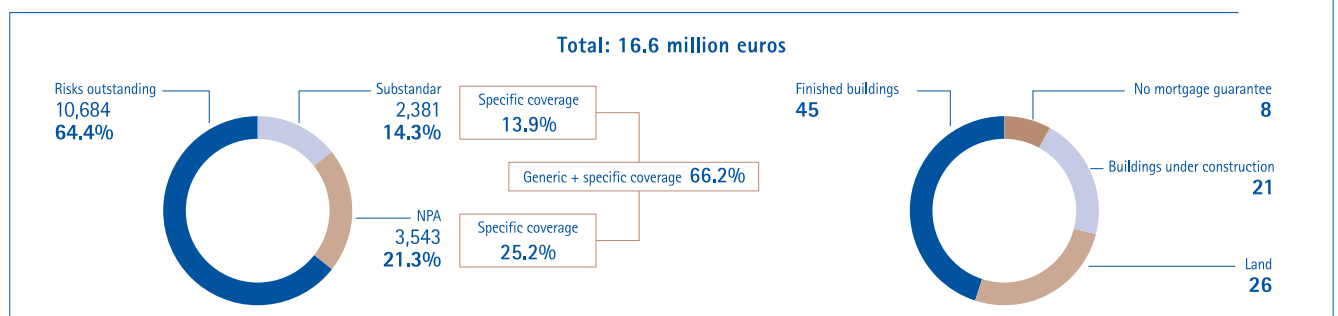 Total: 16.6 million euros
Risks outstanding
10,684
64.4%
Substandar
2,381
14.3%
Specific coverage
13.9%
Generic + specific coverage 66.2%
NPA
3,543
21.3%
Specific coverage
25.2%
Finished buildings
45
No mortgage guarantee
8
Buildings under construction
21
Land
26